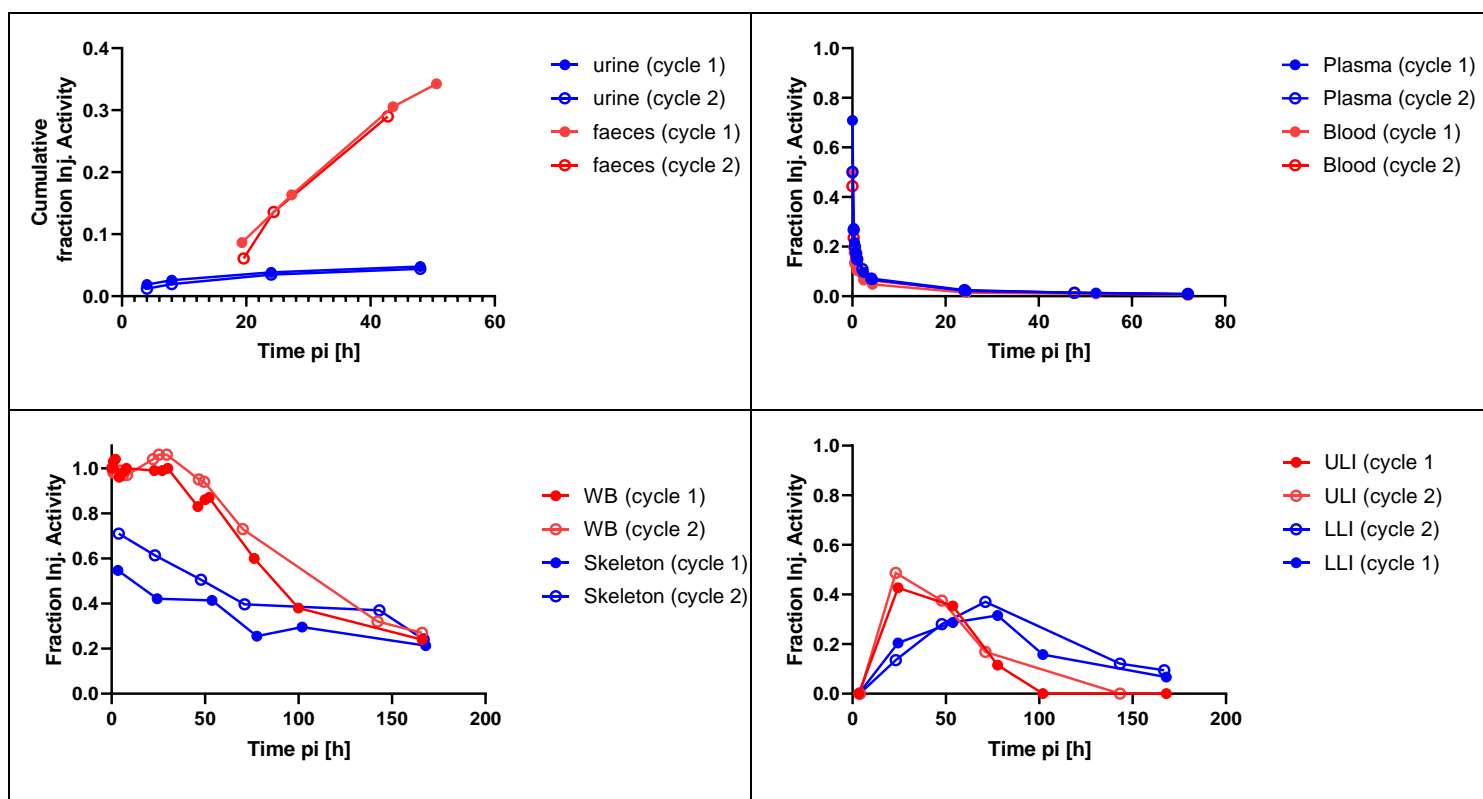 0.4
0.3
0.2
0.1
0.0
0 20 40 60
Cumulative
fraction Inj. Activity
Time pi [h]
urine (cycle 1)
urine (cycle 2)
faeces (cycle 1)
faeces (cycle 2)
1.0
0.8
0.6
0.4
0.2
0.0
0 20 40 60 80
Fraction Inj. Activity
Time pi [h]
Plasma (cycle 1)
Plasma (cycle 2)
Blood (cycle 1)
Blood (cycle 2)
1.0
0.8
0.6
0.4
0.2
0.0
0 50 100 150 200
Fraction Inj. Activity
Time pi [h]
WB (cycle 1)
WB (cycle 2)
Skeleton (cycle 1)
Skeleton (cycle 2)
1.0
0.8
0.6
0.4
0.2
0.0
0 50 100 150 200
Fraction Inj. Activity
Time pi [h]
ULI (cycle 1
ULI (cycle 2)
LLI (cycle 2)
LLI (cycle 1)